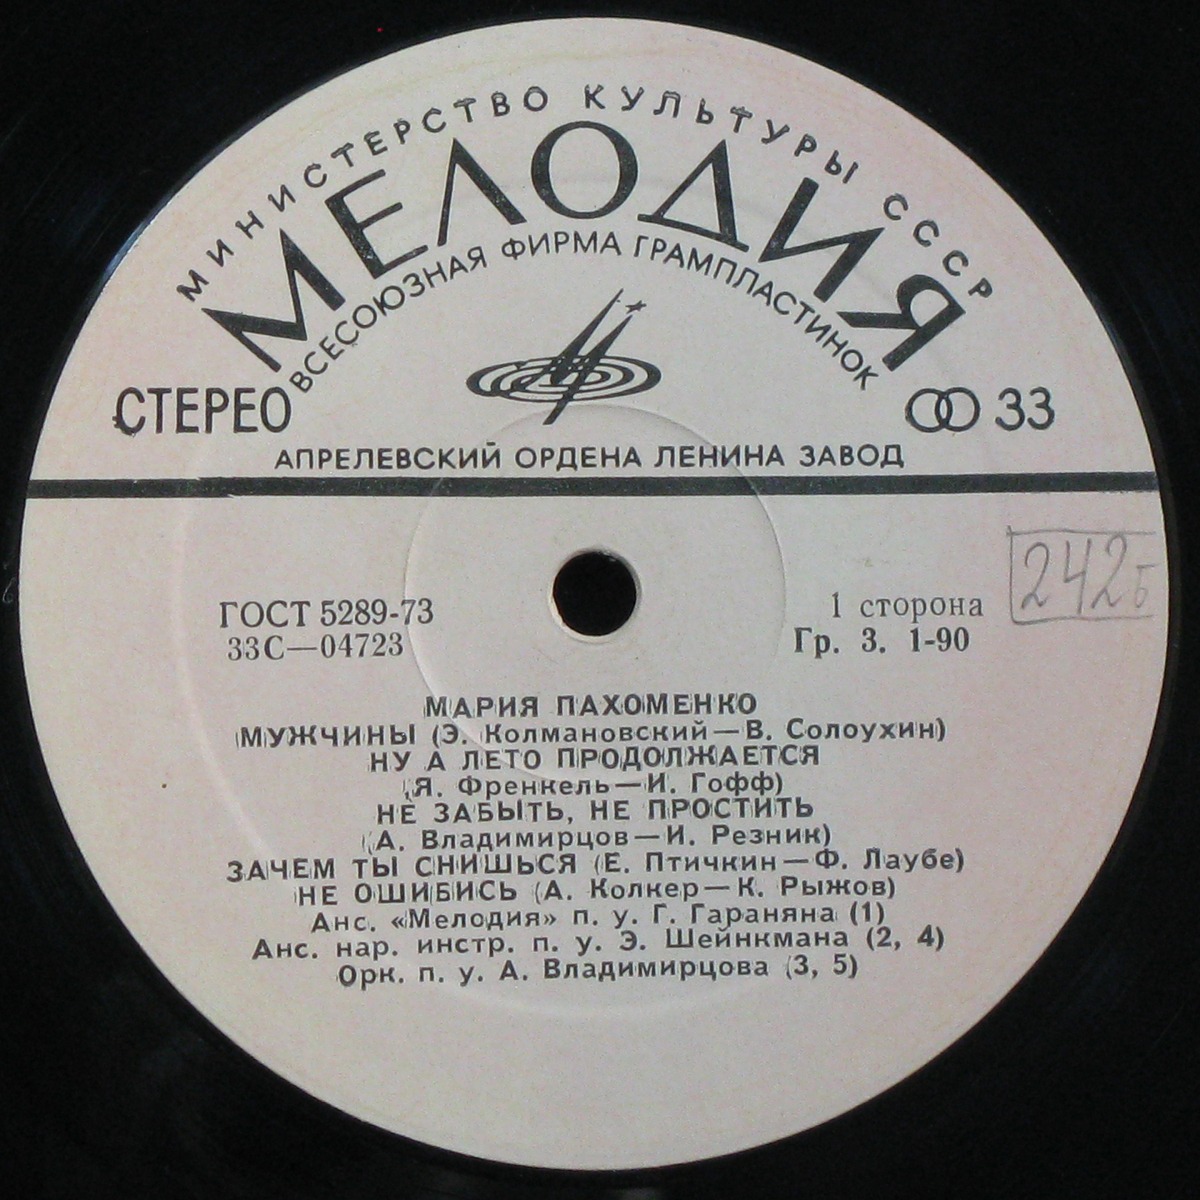 МИНИСТЕРСТВО КУЛЬТУРЫ СССР
МЕЛОДИЯ
ВСЕСОЮЗНАЯ ФИРМА ГРАМПЛАСТИНОК
СТЕРЕО
33
АПРЕЛЕВСКИЙ ОРДЕНА ЛЕНИНА ЗАВОД
242Б
ГОСТ 5289-73
33С—04723
1 сторона
Гр. 3. 1-90
МАРИЯ ПАХОМЕНКО
МУЖЧИНЫ (Э. Колмановский—В. Солоухин)
НУ А ЛЕТО ПРОДОЛЖАЕТСЯ
(Я. Френкель—И. Гофф)
НЕ ЗАБЫТЬ, НЕ ПРОСТИТЬ
(А. Владимирцов—И. Резник)
ЗАЧЕМ ТЫ СНИШЬСЯ (Е. Птичкин—Ф. Лаубе)
НЕ ОШИБИСЬ (А. Колкер—К. Рыжов)
Анс. «Мелодия» п. у. Г. Гараняна (1)
Анс. нар. инстр. п. у. Э. Шейнкмана (2, 4)
Орк. п. у. А. Владимирцова (3, 5)